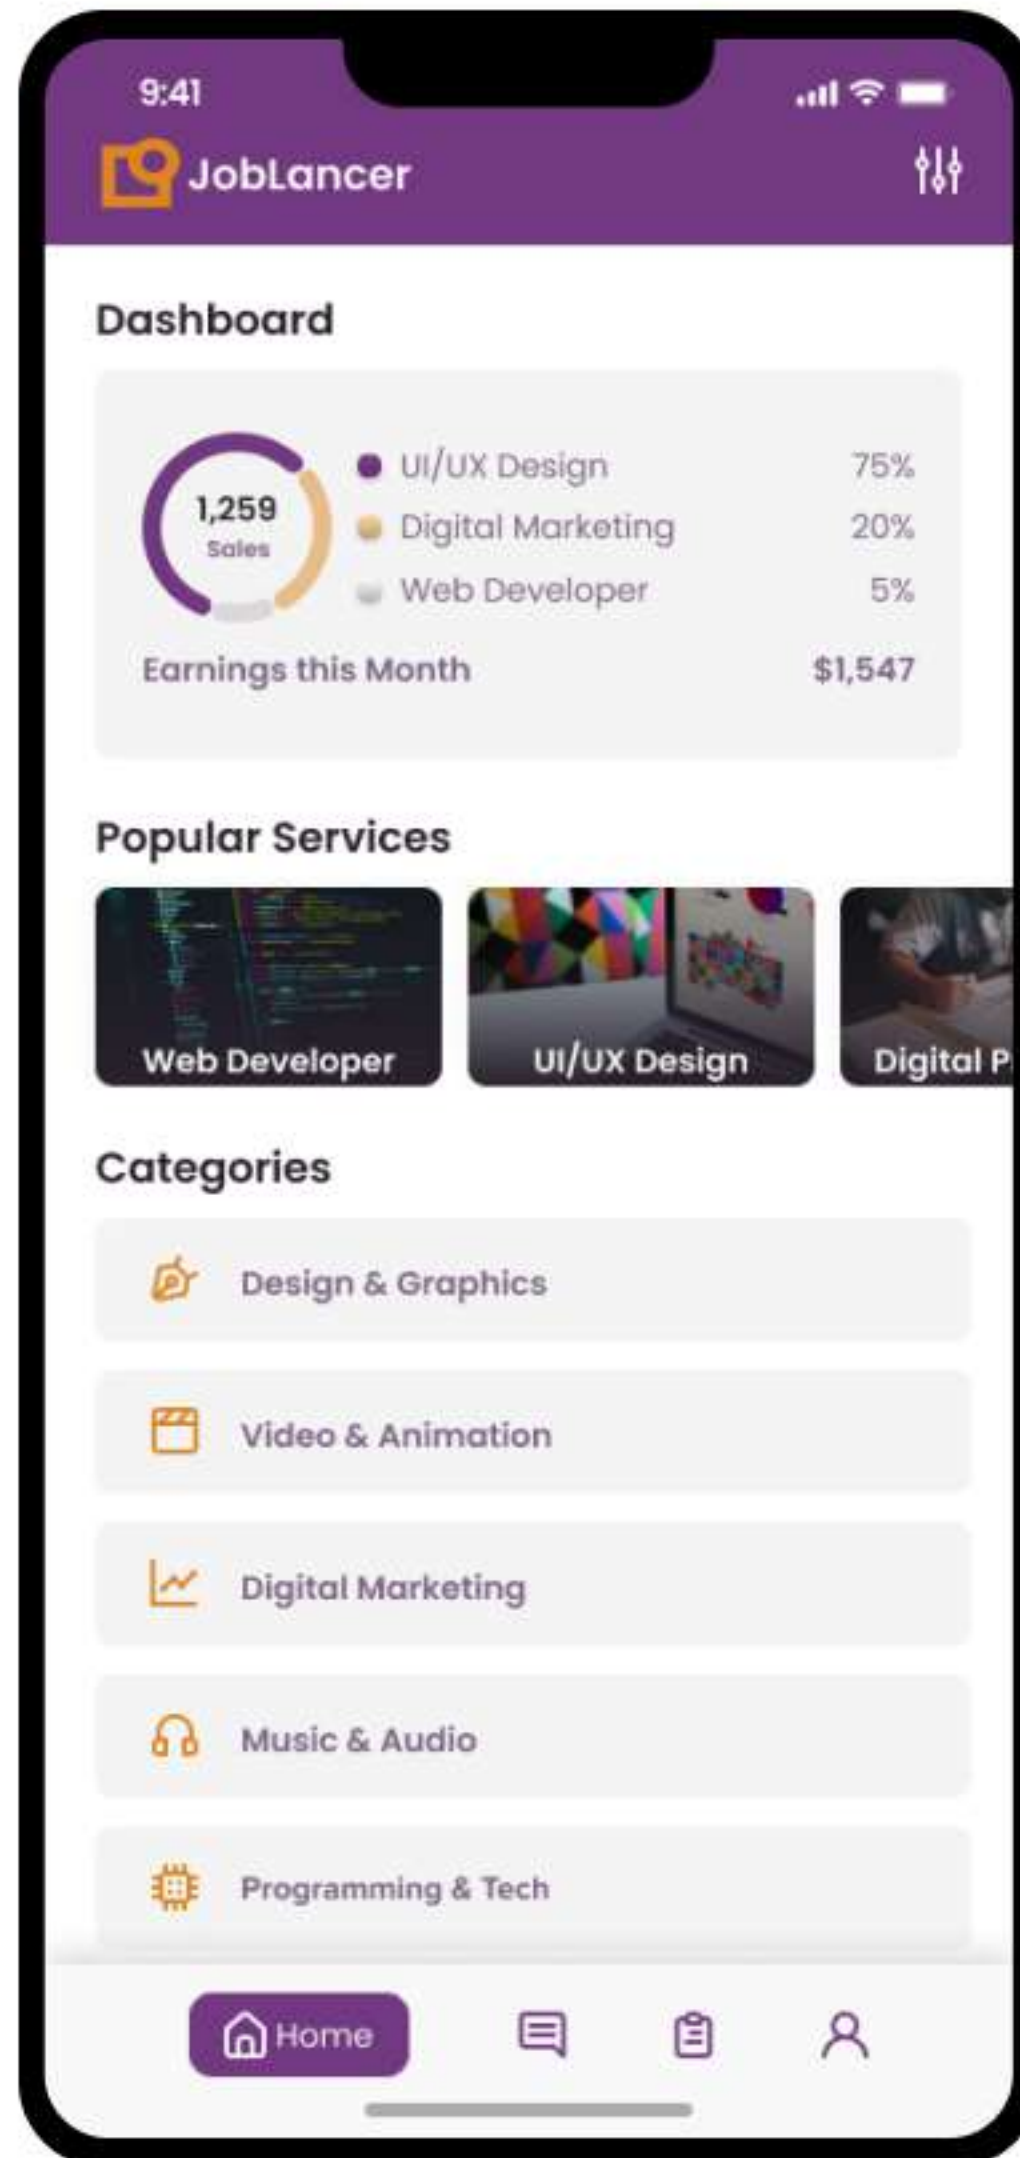 9:41
JobLancer
Dashboard
1,259
Sales
UI/UX Design 75%
Digital Marketing 20%
Web Developer 5%
Earnings this Month $1,547
Popular Services
Web Developer UI/UX Design Digital P
Categories
Design & Graphics
Video & Animation
Digital Marketing
Music & Audio
Programming & Tech
Home